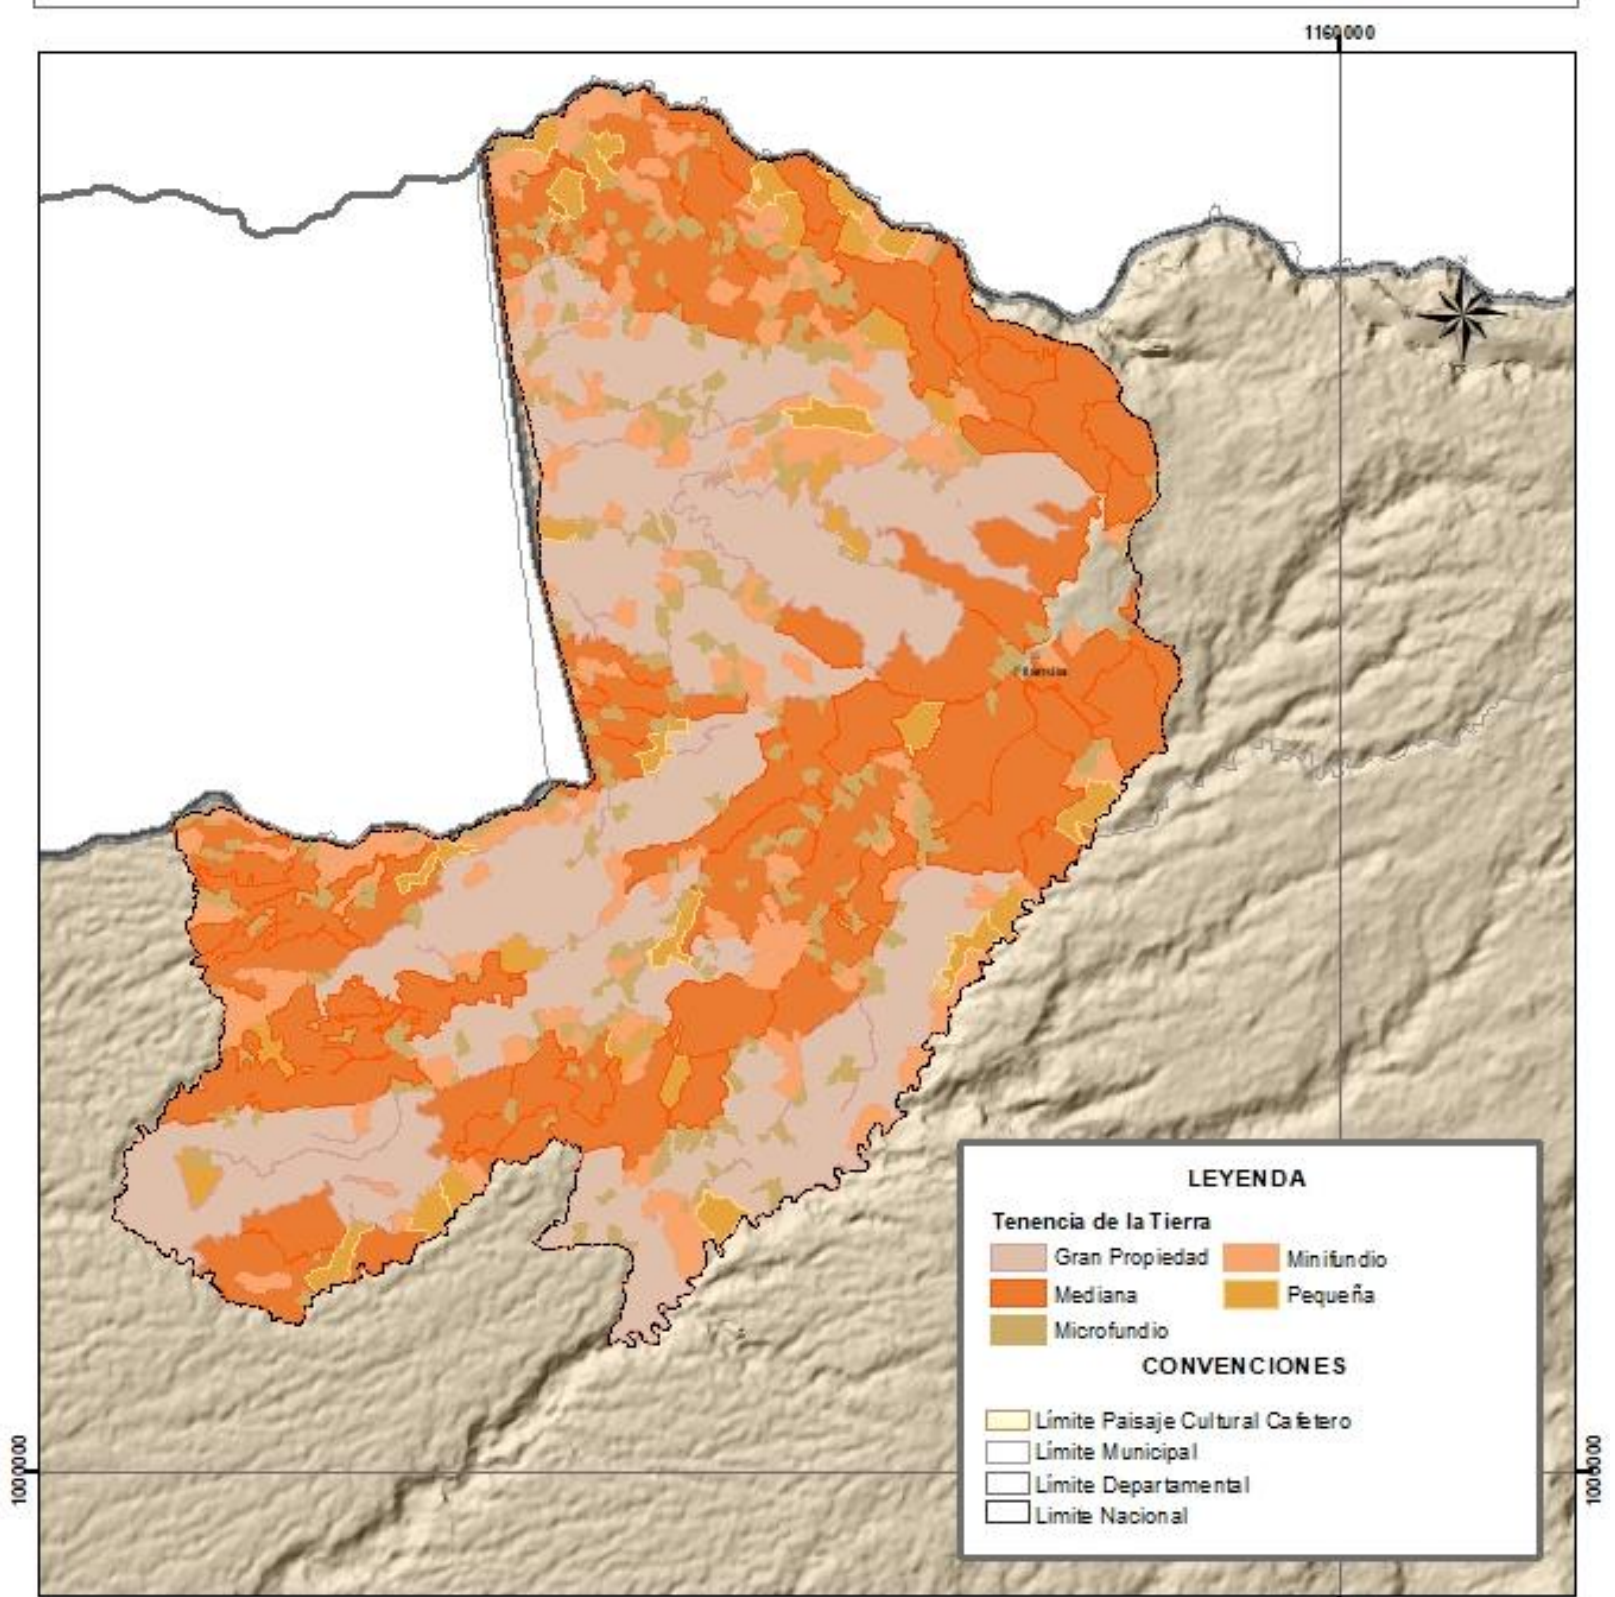 1160000
LEYENDA
Tenencia de la Tierra
Gran Propiedad
Minifundio
Mediana
Pequeña
Microfundio
CONVENCIONES
Límite Paisaje Cultural Cafetero
Límite Municipal
Límite Departamental
Limite Nacional
1000000
1000000